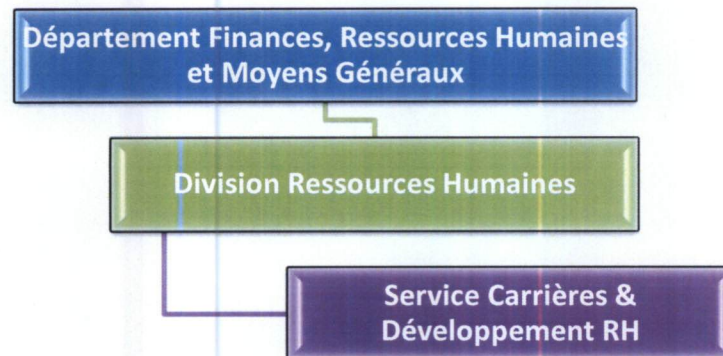 Département Finances, Ressources Humaines
et Moyens Généraux
Division Ressources Humaines
Service Carrières &
Développement RH